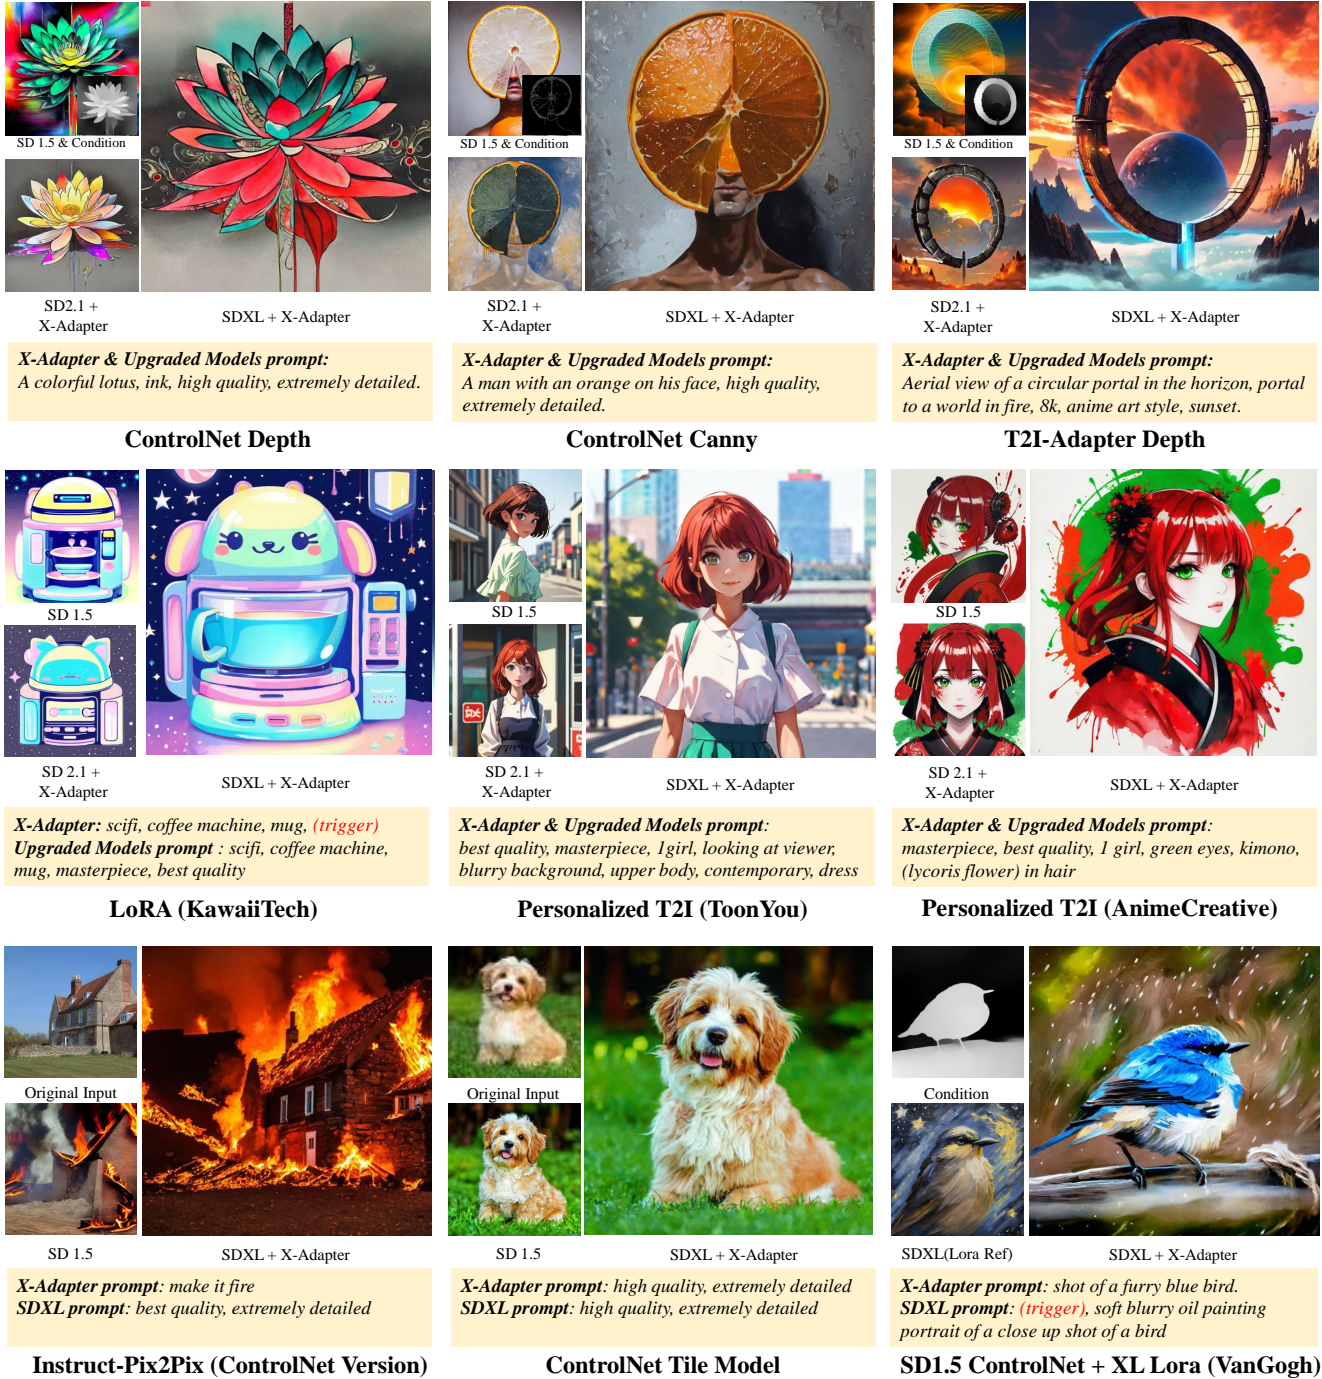 SD 1.5 & Condition
SD2.1 +
X-Adapter
SDXL + X-Adapter
X-Adapter & Upgraded Models prompt:
A colorful lotus, ink, high quality, extremely detailed.
ControlNet Depth
SD 1.5 & Condition
SD2.1 +
X-Adapter
SDXL + X-Adapter
X-Adapter & Upgraded Models prompt:
A man with an orange on his face, high quality,
extremely detailed.
ControlNet Canny
SD 1.5 & Condition
SD2.1 +
X-Adapter
SDXL + X-Adapter
X-Adapter & Upgraded Models prompt:
Aerial view of a circular portal in the horizon, portal
to a world in fire, 8k, anime art style, sunset.
T2I-Adapter Depth
SD 1.5
SD 2.1 +
X-Adapter
SDXL + X-Adapter
X-Adapter: scifi, coffee machine, mug, (trigger)
Upgraded Models prompt : scifi, coffee machine,
mug, masterpiece, best quality
LoRA (KawaiiTech)
SD 1.5
SD 2.1 +
X-Adapter
SDXL + X-Adapter
X-Adapter & Upgraded Models prompt:
best quality, masterpiece, 1girl, looking at viewer,
blurry background, upper body, contemporary, dress
Personalized T2I (ToonYou)
SD 1.5
SD 2.1 +
X-Adapter
SDXL + X-Adapter
X-Adapter & Upgraded Models prompt:
masterpiece, best quality, 1 girl, green eyes, kimono,
(lycoris flower) in hair
Personalized T2I (AnimeCreative)
Original Input
SD 1.5
SDXL + X-Adapter
X-Adapter prompt: make it fire
SDXL prompt: best quality, extremely detailed
Instruct-Pix2Pix (ControlNet Version)
Original Input
SD 1.5
SDXL + X-Adapter
X-Adapter prompt: high quality, extremely detailed
SDXL prompt: high quality, extremely detailed
ControlNet Tile Model
Condition
SDXL(Lora Ref)
SDXL + X-Adapter
X-Adapter prompt: shot of a furry blue bird.
SDXL prompt: (trigger), soft blurry oil painting
portrait of a close up shot of a bird
SD1.5 ControlNet + XL Lora (VanGogh)